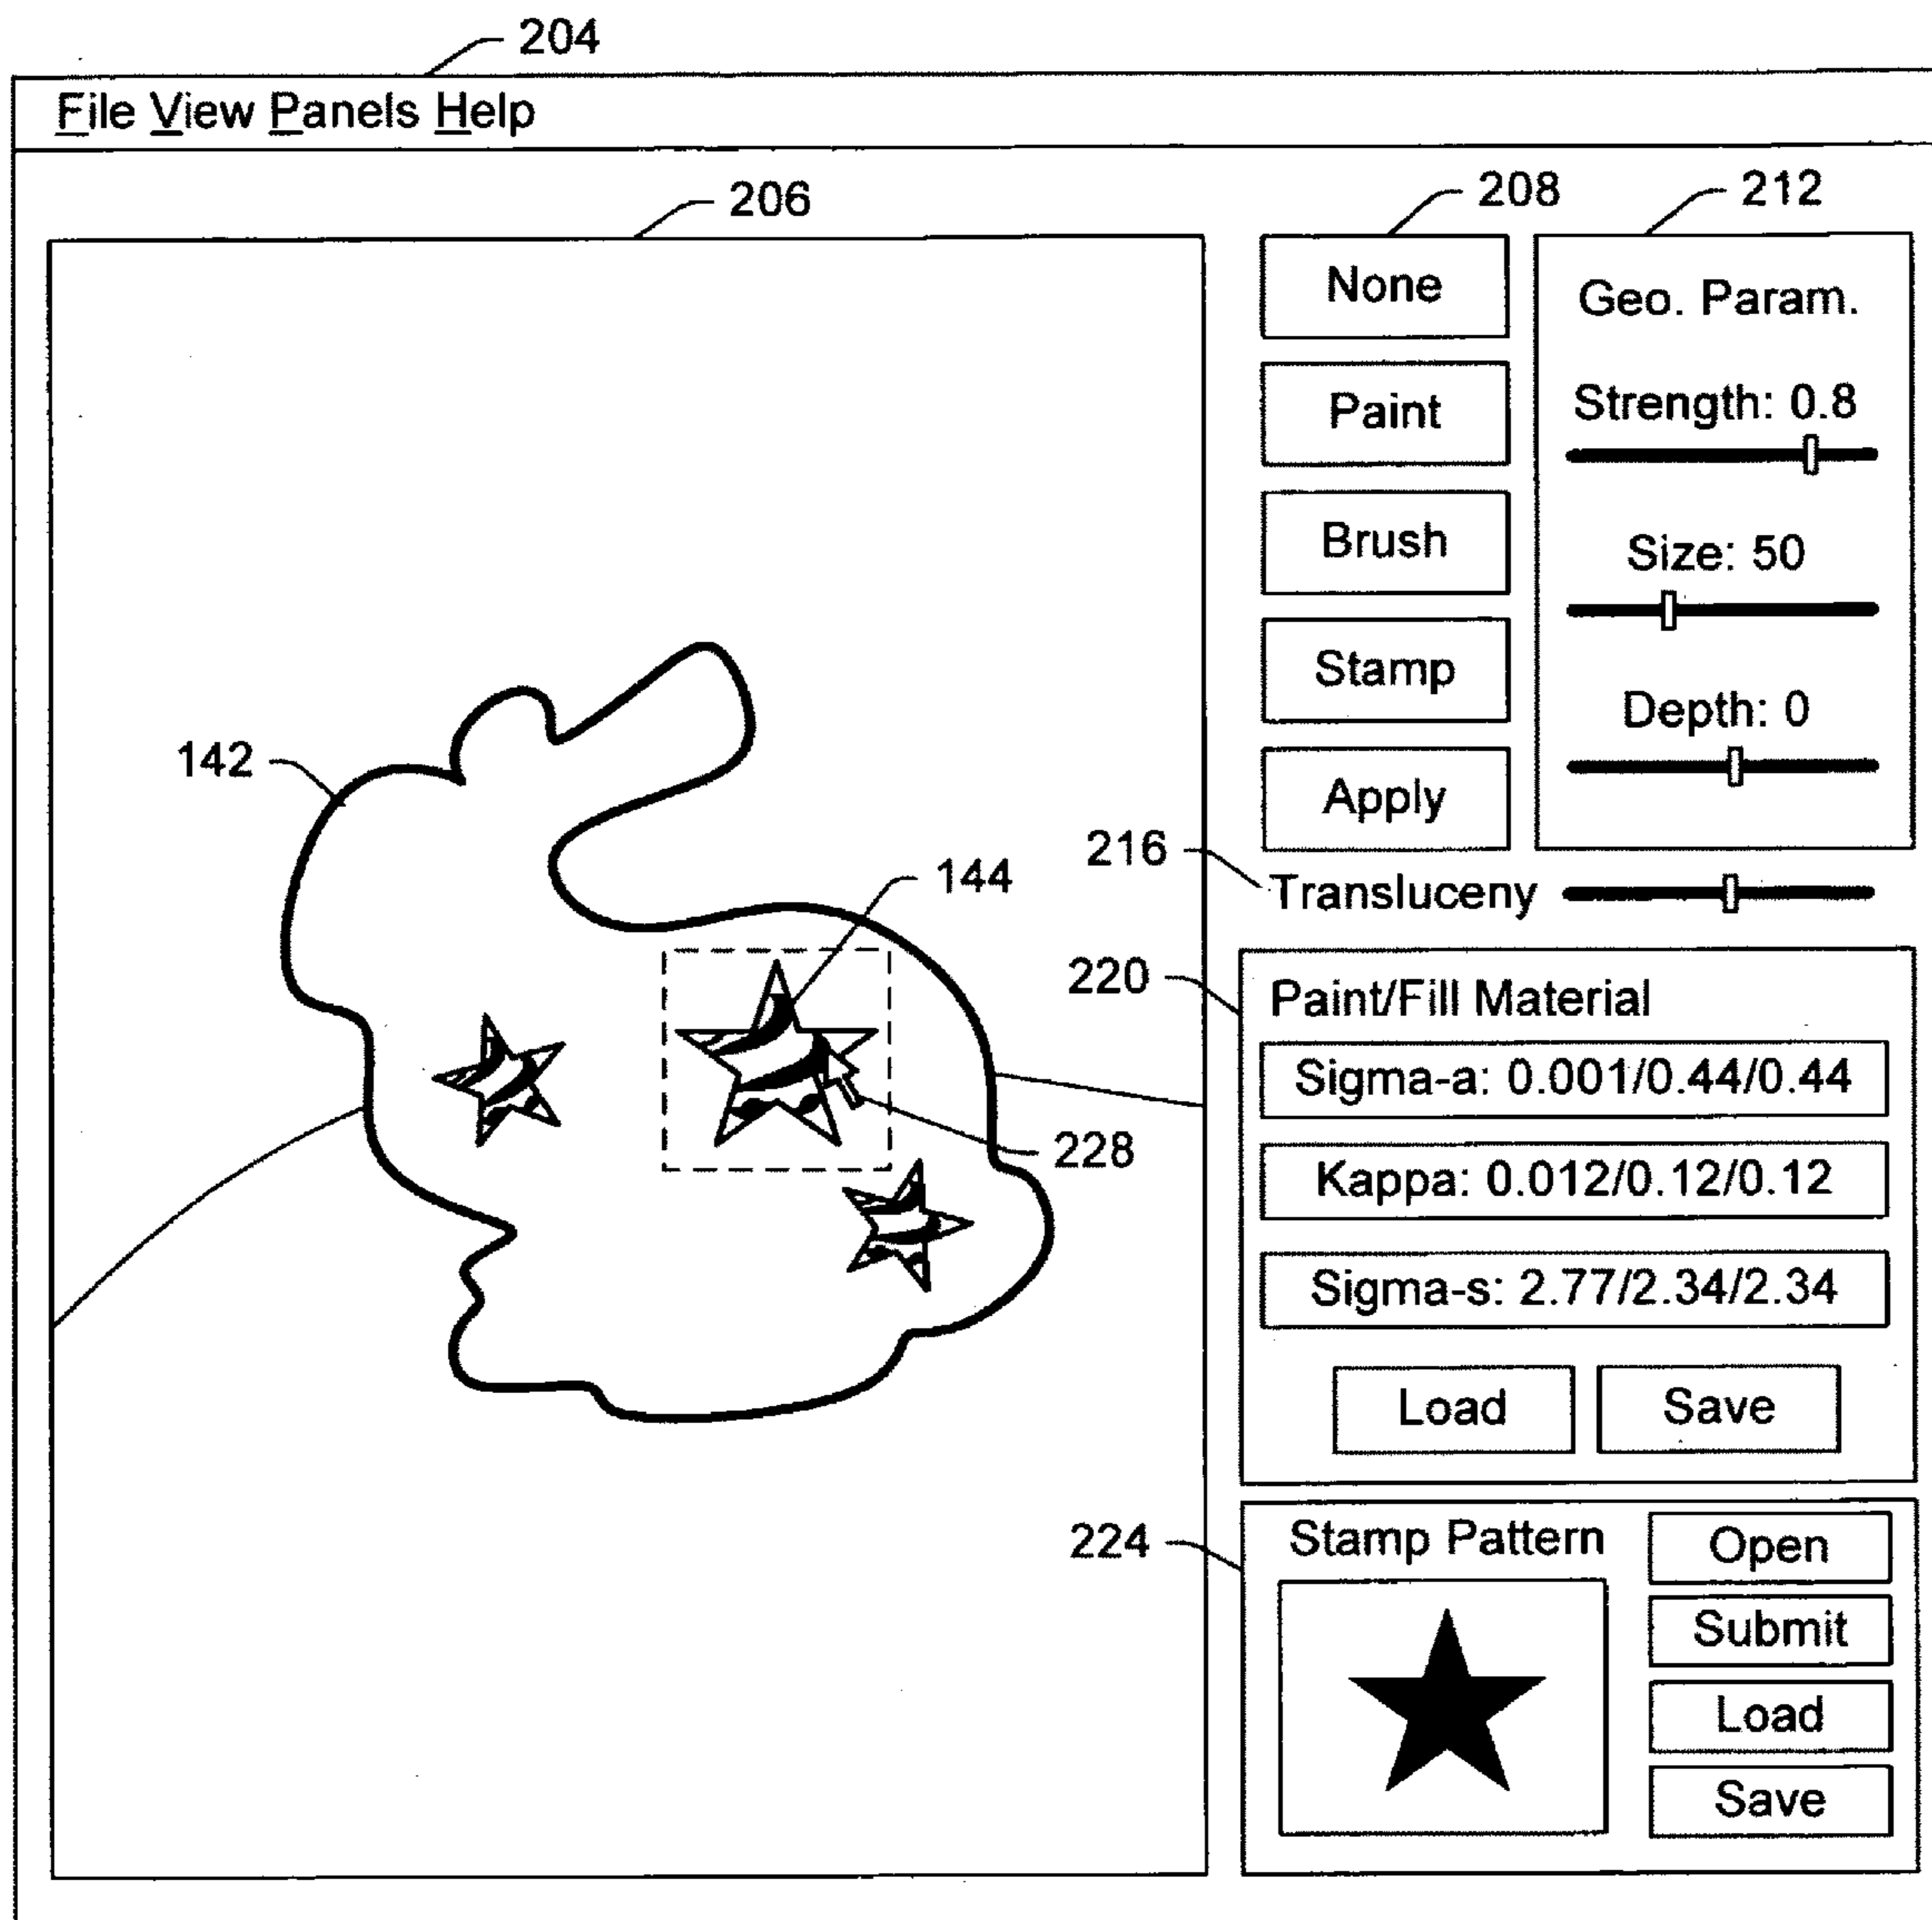 204
File View Panels Help
206
208
212
None
Paint
Brush
Stamp
Apply
Geo. Param.
Strength: 0.8
Size: 50
Depth: 0
142
144
216
Transluceny
220
Paint/Fill Material
Sigma-a: 0.001/0.44/0.44
Kappa: 0.012/0.12/0.12
Sigma-s: 2.77/2.34/2.34
Load
Save
228
224
Stamp Pattern
Open
Submit
Load
Save